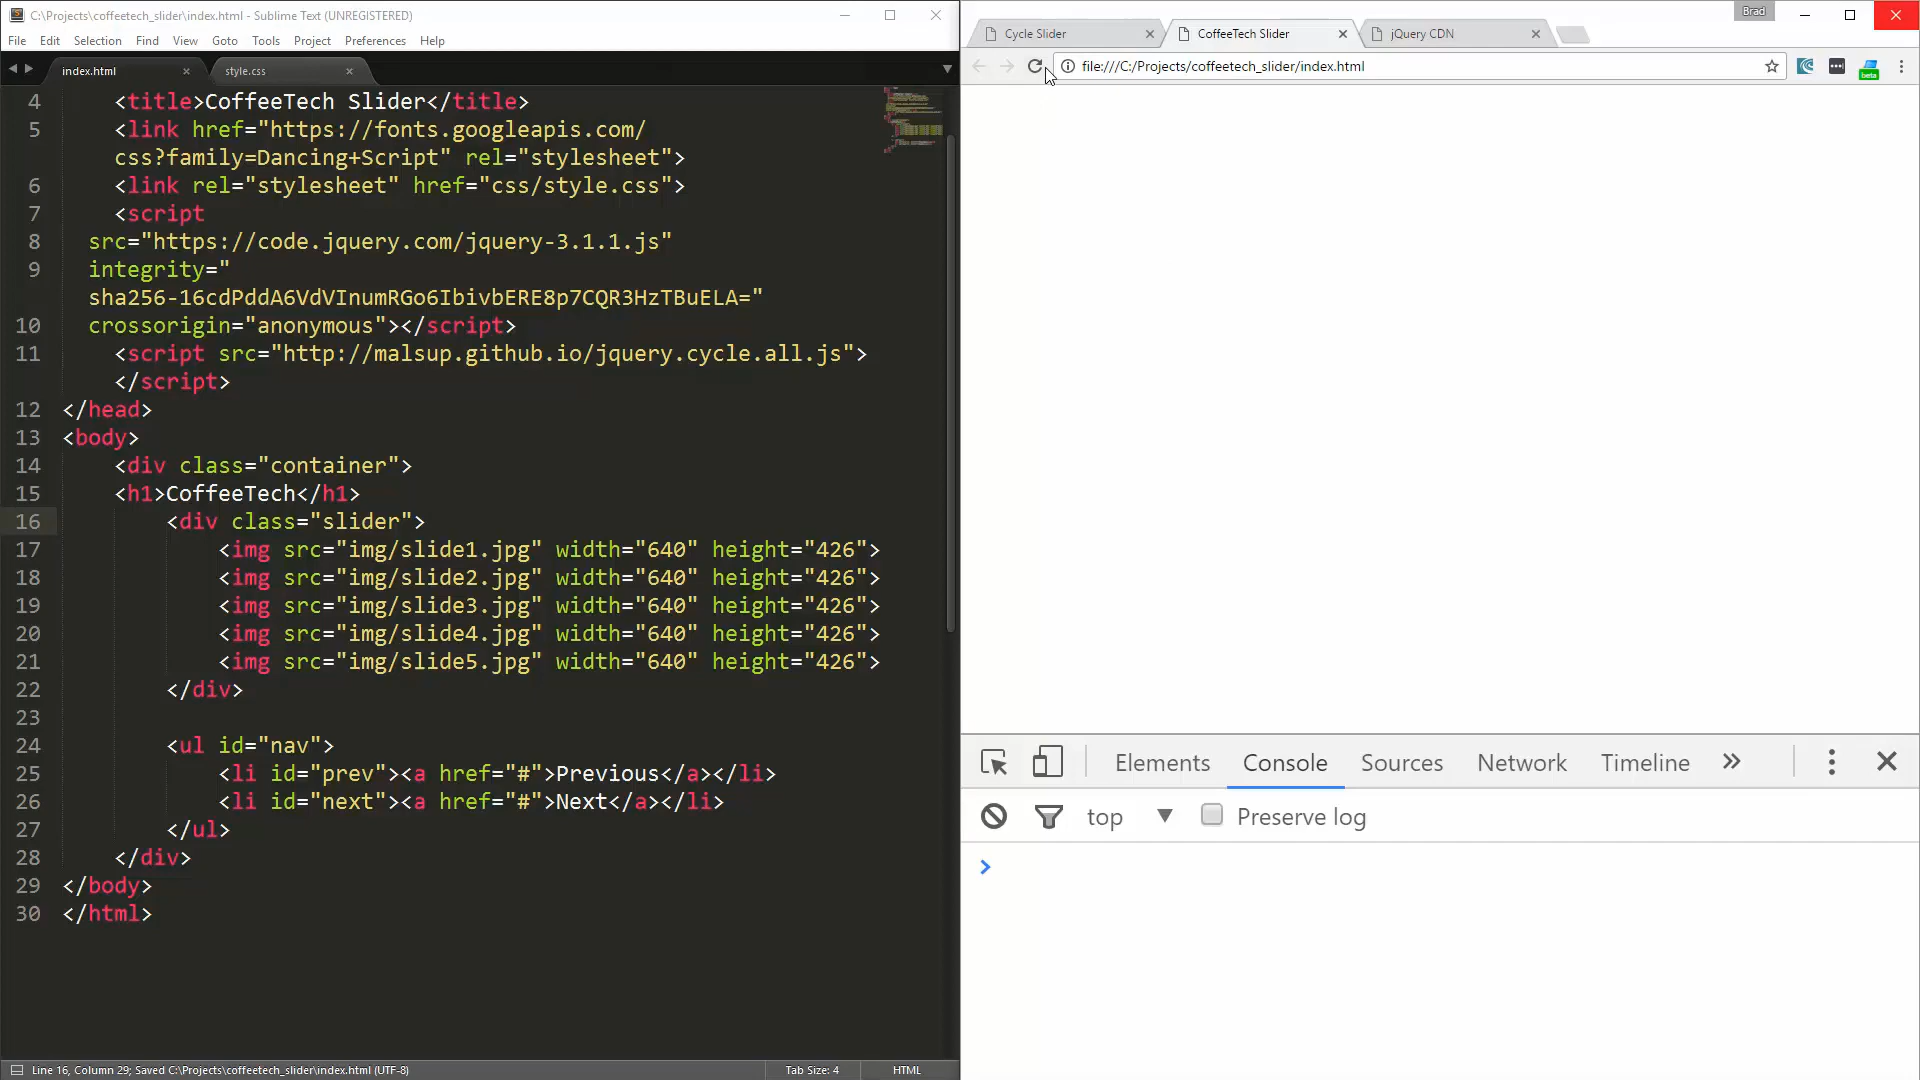 C:\Projects\coffeetech_slider\index.html - Sublime Text (UNREGISTERED)
File Edit Selection Find View Goto Tools Project Preferences Help
index.html style.css
4 <title>CoffeeTech Slider</title>
5 <link href="https://fonts.googleapis.com/
css?family=Dancing+Script" rel="stylesheet">
6 <link rel="stylesheet" href="css/style.css">
7 <script
8 src="https://code.jquery.com/jquery-3.1.1.js"
9 integrity="
sha256-16cdPddA6VdVInumRGo6IbivbERE8p7CQR3HzTBuELA="
10 crossorigin="anonymous"></script>
11 <script src="http://malsup.github.io/jquery.cycle.all.js">
</script>
12 </head>
13 <body>
14 <div class="container">
15 <h1>CoffeeTech</h1>
16 <div class="slider">
17 <img src="img/slide1.jpg" width="640" height="426">
18 <img src="img/slide2.jpg" width="640" height="426">
19 <img src="img/slide3.jpg" width="640" height="426">
20 <img src="img/slide4.jpg" width="640" height="426">
21 <img src="img/slide5.jpg" width="640" height="426">
22 </div>
23
24 <ul id="nav">
25 <li id="prev"><a href="#">Previous</a></li>
26 <li id="next"><a href="#">Next</a></li>
27 </ul>
28 </div>
29 </body>
30 </html>
Line 16, Column 29; Saved C:\Projects\coffeetech_slider\index.html (UTF-8) Tab Size: 4 HTML
Brad
Cycle Slider CoffeeTech Slider jQuery CDN
file:///C:/Projects/coffeetech_slider/index.html
beta
Elements Console Sources Network Timeline
top Preserve log